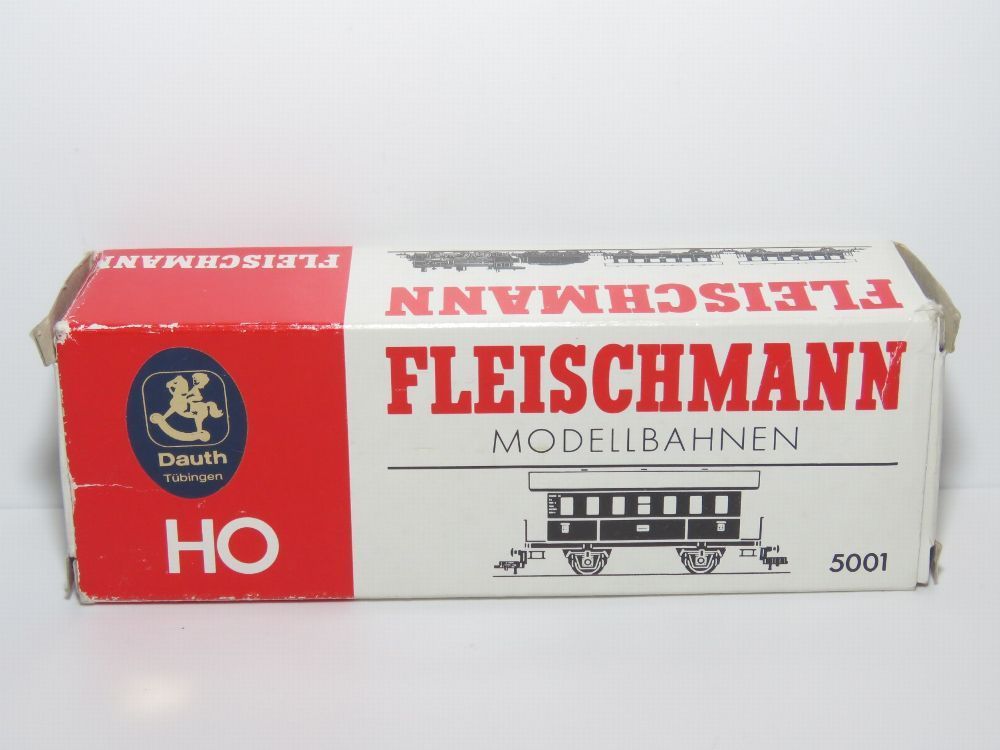 FLEISCHMANN
FLEISCHMANN
FLEISCHMANN
MODELLBAHNEN
Dauth
Tübingen
HO
5001